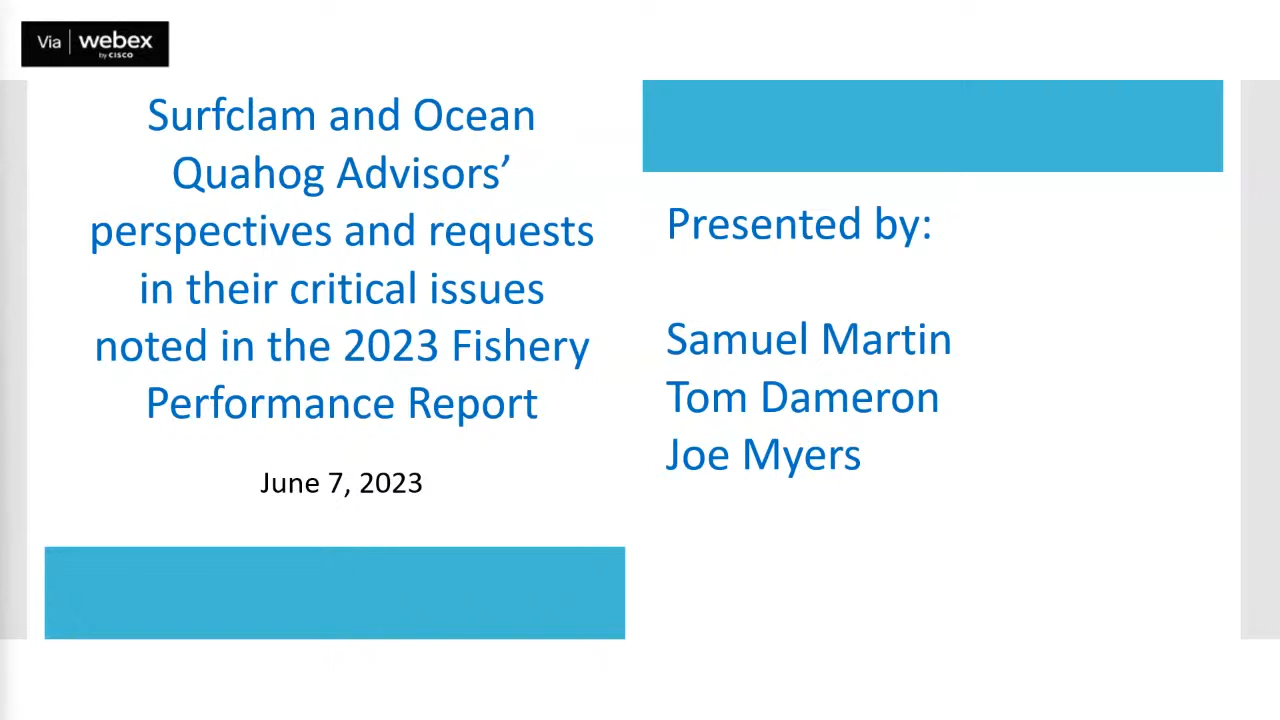 Via | webex
by CISCO
Surfclam and Ocean
Quahog Advisors’
perspectives and requests
in their critical issues
noted in the 2023 Fishery
Performance Report
June 7, 2023
Presented by:
Samuel Martin
Tom Dameron
Joe Myers